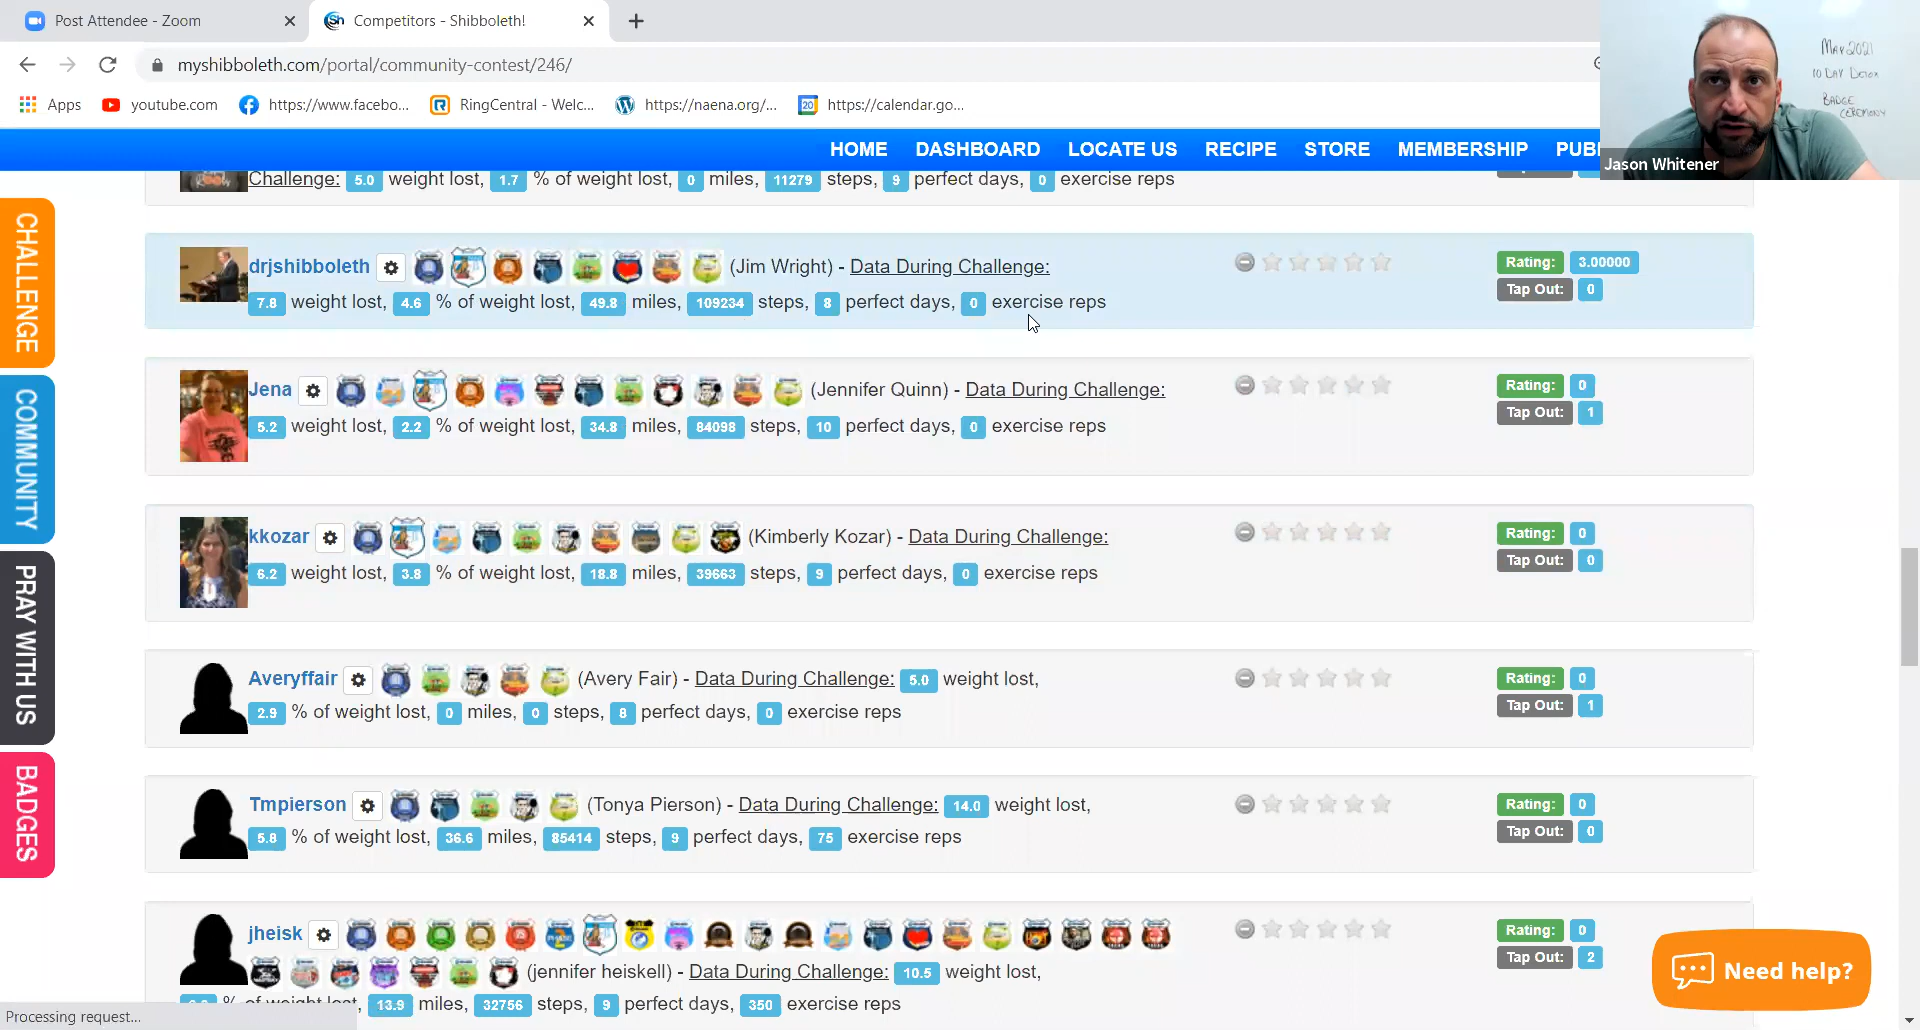 Post Attendee - Zoom
Competitors - Shibboleth!
myshibboleth.com/portal/community-contest/246/
Apps
youtube.com
https://www.facebo...
RingCentral - Welc...
https://naena.org/...
https://calendar.go...
HOME DASHBOARD LOCATE US RECIPE STORE MEMBERSHIP PUB
May 2021
10 Day Detox
Badge
Ceremony
Jason Whitener
CHALLENGE
COMMUNITY
PRAY WITH US
BADGES
Challenge: 5.0 weight lost, 1.7 % of weight lost, 0 miles, 11279 steps, 9 perfect days, 0 exercise reps
drjshibboleth (Jim Wright) - Data During Challenge:
7.8 weight lost, 4.6 % of weight lost, 49.8 miles, 109234 steps, 8 perfect days, 0 exercise reps
Rating: 3.00000
Tap Out: 0
Jena (Jennifer Quinn) - Data During Challenge:
5.2 weight lost, 2.2 % of weight lost, 34.8 miles, 84098 steps, 10 perfect days, 0 exercise reps
Rating: 0
Tap Out: 1
kkozar (Kimberly Kozar) - Data During Challenge:
6.2 weight lost, 3.8 % of weight lost, 18.8 miles, 39663 steps, 9 perfect days, 0 exercise reps
Rating: 0
Tap Out: 0
Averyffair (Avery Fair) - Data During Challenge: 5.0 weight lost,
2.9 % of weight lost, 0 miles, 0 steps, 8 perfect days, 0 exercise reps
Rating: 0
Tap Out: 1
Tmpierson (Tonya Pierson) - Data During Challenge: 14.0 weight lost,
5.8 % of weight lost, 36.6 miles, 85414 steps, 9 perfect days, 75 exercise reps
Rating: 0
Tap Out: 0
jheisk
(jennifer heiskell) - Data During Challenge: 10.5 weight lost,
% of weight lost, 13.9 miles, 32756 steps, 9 perfect days, 350 exercise reps
Rating: 0
Tap Out: 2
Need help?
Processing request...